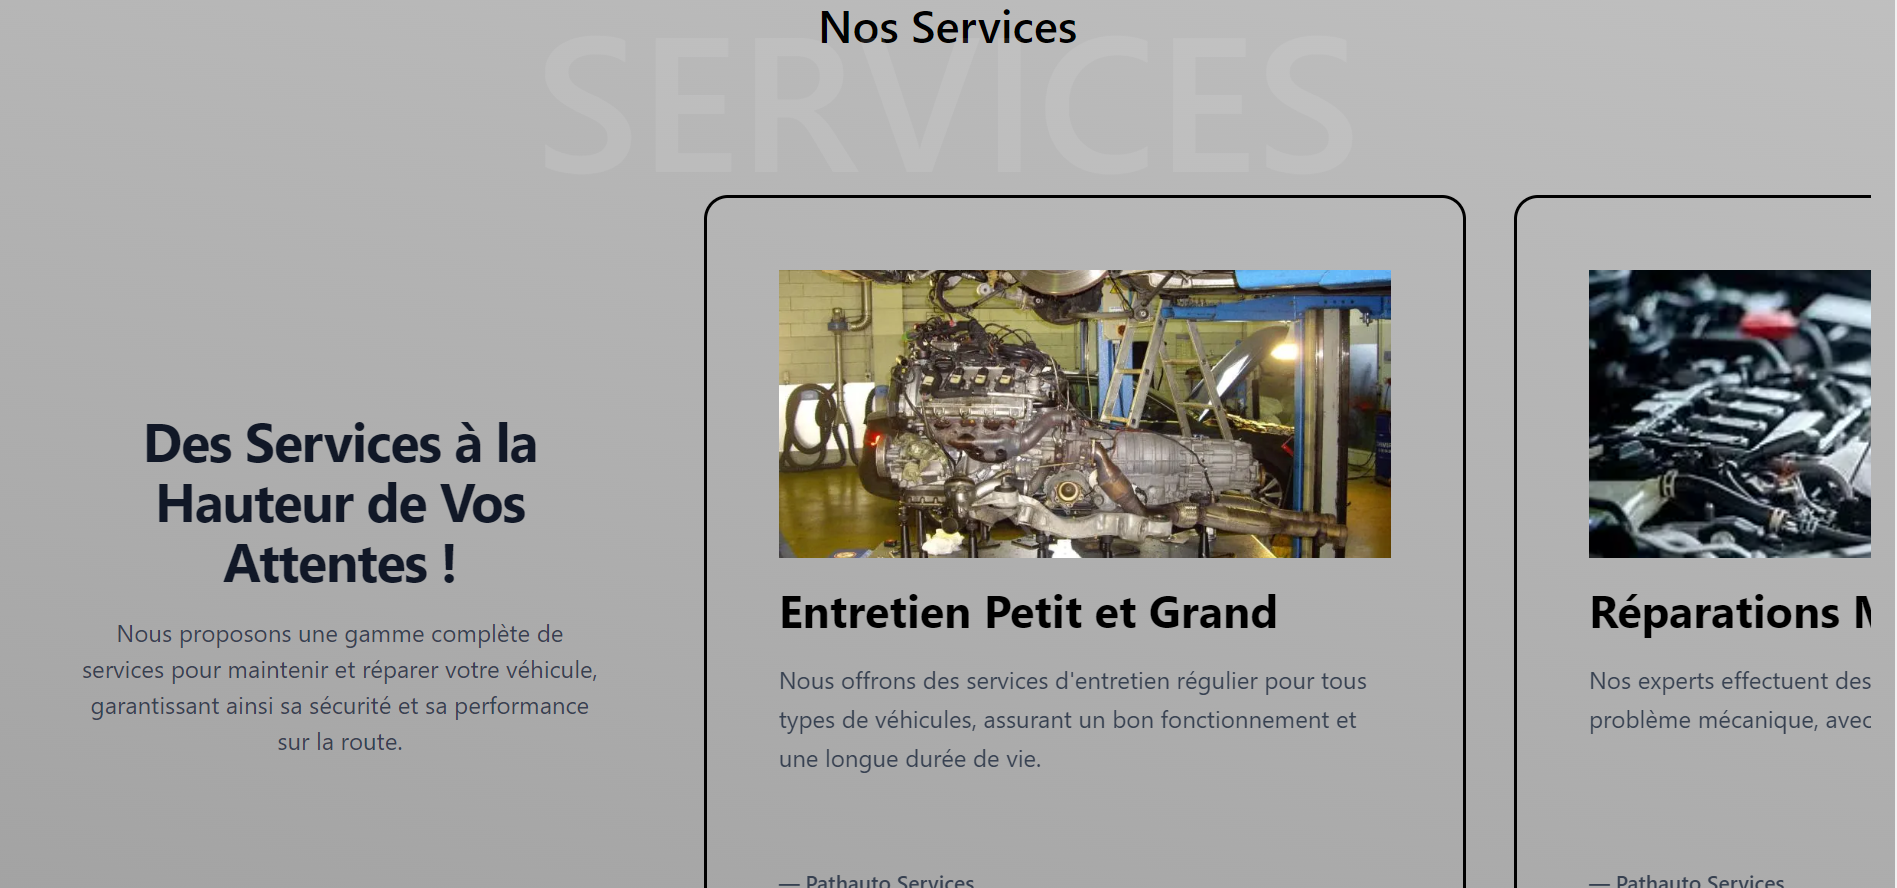 Nos Services
SERVICES
Des Services à la
Hauteur de Vos
Attentes !
Nous proposons une gamme complète de
services pour maintenir et réparer votre véhicule,
garantissant ainsi sa sécurité et sa performance
sur la route.
Entretien Petit et Grand
Nous offrons des services d'entretien régulier pour tous
types de véhicules, assurant un bon fonctionnement et
une longue durée de vie.
— Pathauto Services
Réparations
Nos experts effectuent des
problème mécanique, avec
— Pathauto Services